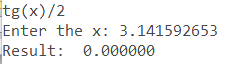 tg(x)/2
Enter the x: 3.141592653
Result:  0.000000